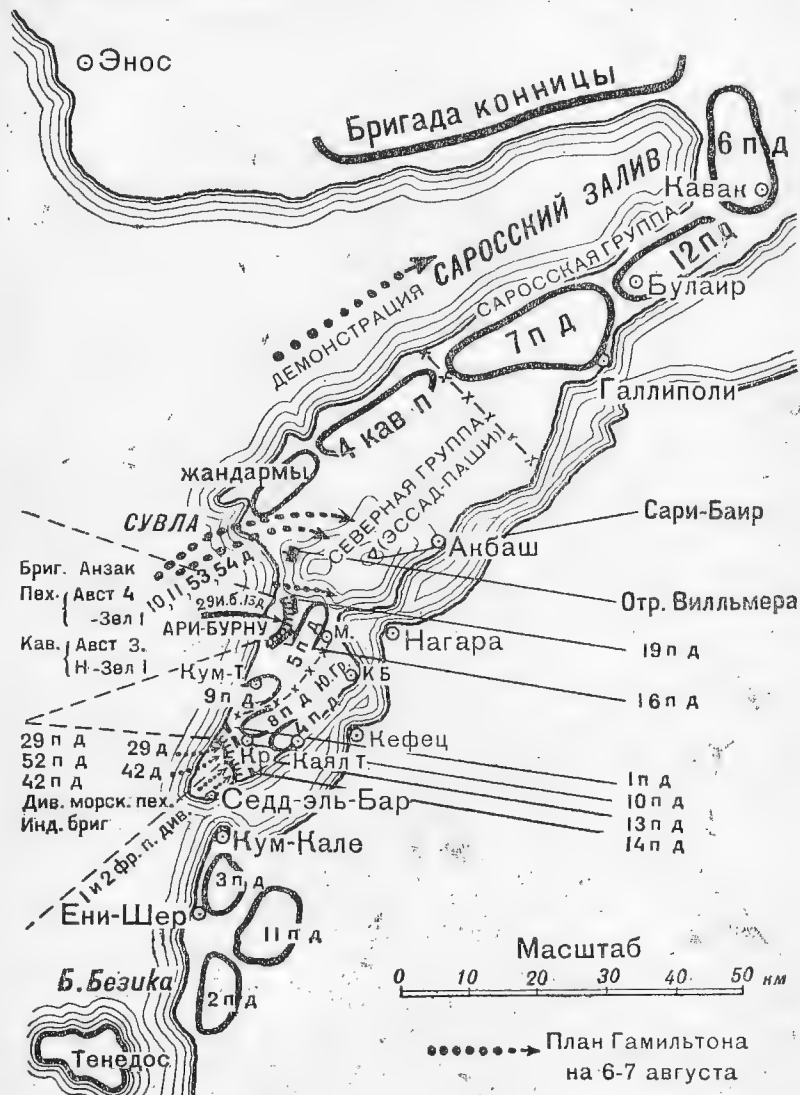 Энос
Бригада конницы
6 п д
Кавак
САРОССКИЙ ЗАЛИВ
САРОССКАЯ ГРУППА
12 п д
Булаир
ДЕМОНСТРАЦИЯ
7 п д
Галлиполи
4 кав п
жандармы
СЕВЕРНАЯ ГРУППА
(ЭССАД-ПАШИ)
СУВЛА
Сари-Баир
Акбаш
Бриг. Анзак
Пех. { Авст 4
-Зел 1
Кав. { Авст 3.
Н-Зел 1
10, 11, 53, 54 д
29 И.б. 13 д
АРИ-БУРНУ
Отр. Вилльмера
Нагара
19 п д
М.
5 п д
16 п д
Кум-Т.
9 п д
8 п д
Ю. Гр.
К Б
4 п д
Кефец
Кр.
Каял Т.
29 п д
52 п д
42 п д
Див. морск. пех.
Инд. бриг
29 д
42 д
1 п д
10 п д
13 п д
14 п д
Седд-эль-Бар
1 и 2 фр. п. див.
Кум-Кале
3 п д
Ени-Шер
11 п д
Б. Безика
2 п д
Тенедос
Масштаб
0 10 20 30 40 50 км
План Гамильтона
на 6-7 августа